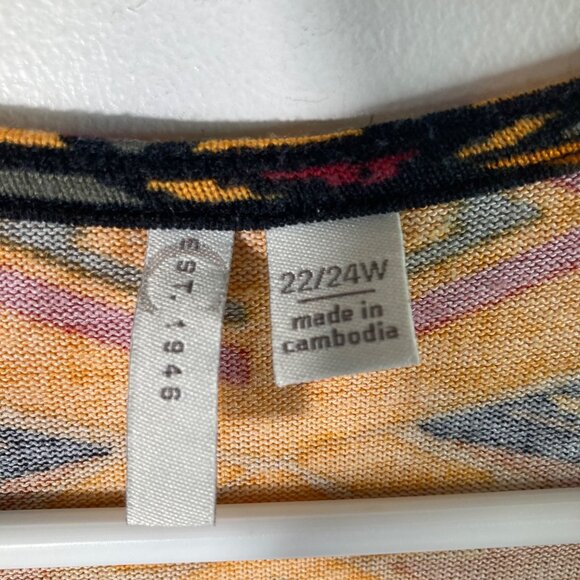 EST. 1946
22/24W
made in
cambodia